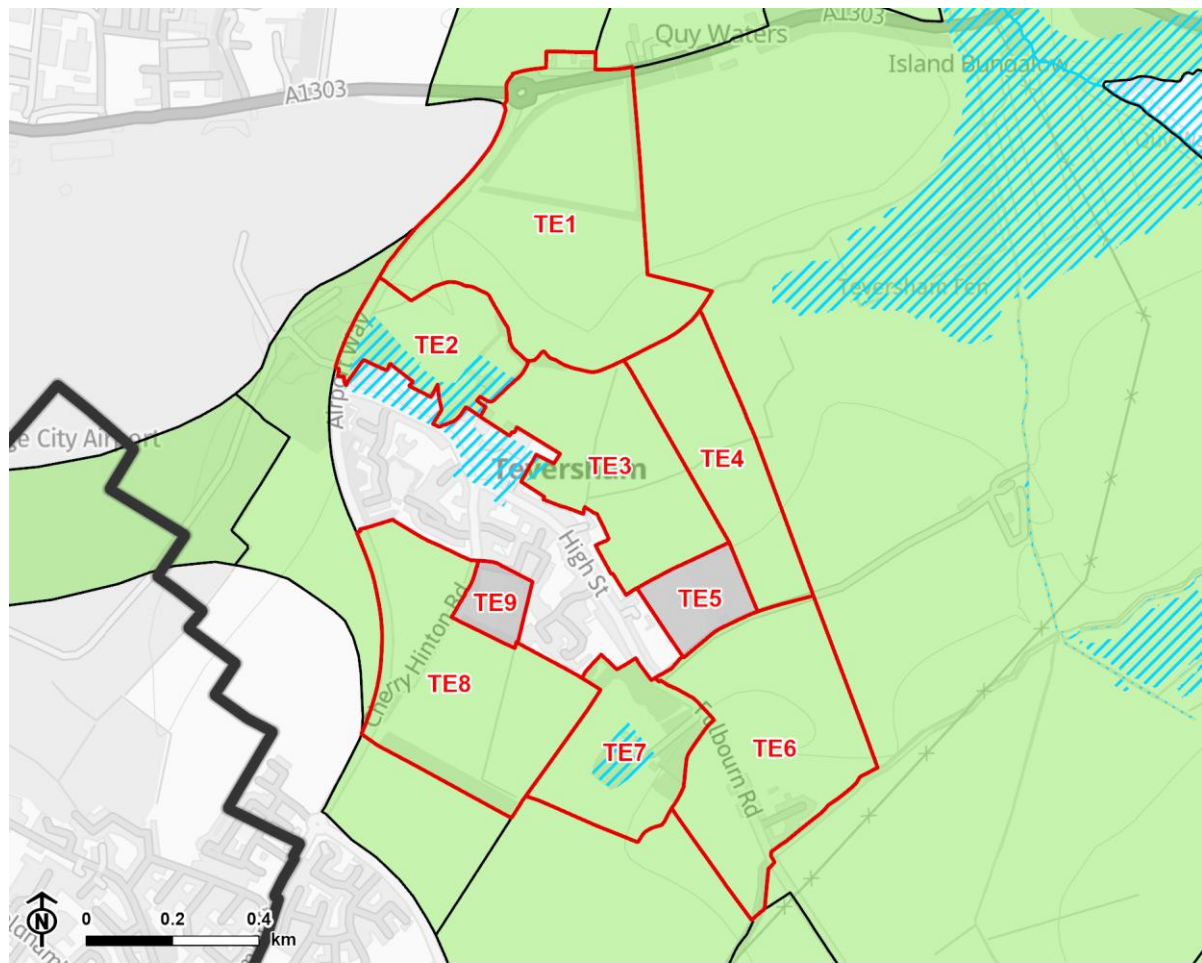 A1303
Quy Waters
Island Bungalow
A1303
TE1
Teversham Fen
Airport Way
TE2
ge City Airport
Teversham
TE3
TE4
High St
TE5
TE9
Cherry Hinton Rd
TE8
TE7
Fulbourn Rd
TE6
N
0 0.2 0.4
km